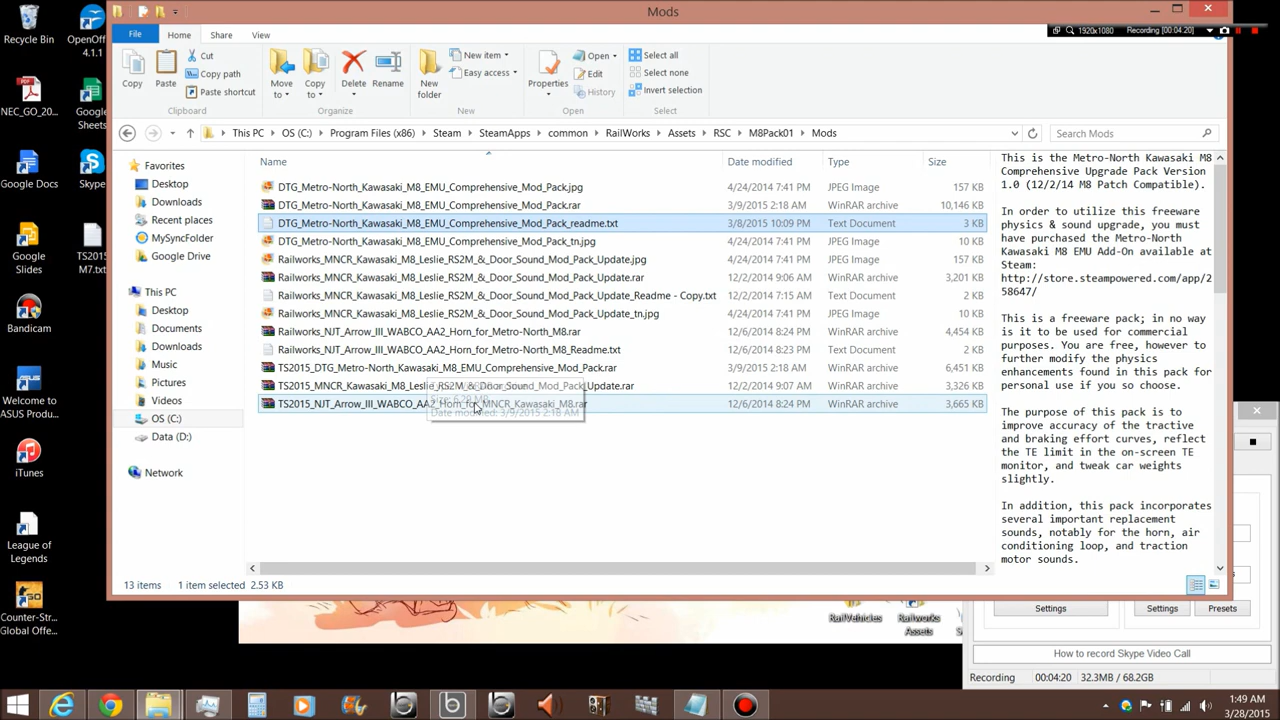 Mods
1920x1080 Recording [00:04:20]
File Home Share View
Cut
Copy path
Paste shortcut
Copy
Paste
Clipboard
Move to
Copy to
Delete
Rename
Organize
New folder
New item
Easy access
New
Properties
Open
Edit
History
Open
Select all
Select none
Invert selection
Select
This PC OS (C:) Program Files (x86) Steam SteamApps common RailWorks Assets RSC M8Pack01 Mods
Search Mods
Recycle Bin
OpenOf...
4.1.1
NEC_GO_20...
Google Sheets
Google Docs
Skype
Google Slides
TS2015
M7.txt
Bandicam
Welcome to ASUS Produ...
iTunes
League of Legends
Counter-Str...
Global Offe...
Favorites
Desktop
Downloads
Recent places
MySyncFolder
Google Drive
This PC
Desktop
Documents
Downloads
Music
Pictures
Videos
OS (C:)
Data (D:)
Network
Name Date modified Type Size
DTG_Metro-North_Kawasaki_M8_EMU_Comprehensive_Mod_Pack.jpg 4/24/2014 7:41 PM JPEG Image 157 KB
DTG_Metro-North_Kawasaki_M8_EMU_Comprehensive_Mod_Pack.rar 3/9/2015 2:18 AM WinRAR archive 10,146 KB
DTG_Metro-North_Kawasaki_M8_EMU_Comprehensive_Mod_Pack_readme.txt 3/8/2015 10:09 PM Text Document 3 KB
DTG_Metro-North_Kawasaki_M8_EMU_Comprehensive_Mod_Pack_tn.jpg 4/24/2014 7:41 PM JPEG Image 10 KB
Railworks_MNCR_Kawasaki_M8_Leslie_RS2M_&_Door_Sound_Mod_Pack_Update.jpg 4/24/2014 7:41 PM JPEG Image 157 KB
Railworks_MNCR_Kawasaki_M8_Leslie_RS2M_&_Door_Sound_Mod_Pack_Update.rar 12/2/2014 9:06 AM WinRAR archive 3,201 KB
Railworks_MNCR_Kawasaki_M8_Leslie_RS2M_&_Door_Sound_Mod_Pack_Update_Readme - Copy.txt 12/2/2014 7:15 AM Text Document 2 KB
Railworks_MNCR_Kawasaki_M8_Leslie_RS2M_&_Door_Sound_Mod_Pack_Update_tn.jpg 4/24/2014 7:41 PM JPEG Image 10 KB
Railworks_NJT_Arrow_III_WABCO_AA2_Horn_for_Metro-North_M8.rar 12/6/2014 8:24 PM WinRAR archive 4,454 KB
Railworks_NJT_Arrow_III_WABCO_AA2_Horn_for_Metro-North_M8_Readme.txt 12/6/2014 8:23 PM Text Document 2 KB
TS2015_DTG_Metro-North_Kawasaki_M8_EMU_Comprehensive_Mod_Pack.rar 3/9/2015 2:18 AM WinRAR archive 6,451 KB
TS2015_MNCR_Kawasaki_M8_Leslie_RS2M_&_Door_Sound_Mod_Pack_Update.rar 12/2/2014 9:07 AM WinRAR archive 3,326 KB
TS2015_NJT_Arrow_III_WABCO_AA2_Horn_for_MNCR_Kawasaki_M8.rar 12/6/2014 8:24 PM WinRAR archive 3,665 KB
Date modified: 3/9/2015 2:18 AM
This is the Metro-North Kawasaki M8
Comprehensive Upgrade Pack Version
1.0 (12/2/14 M8 Patch Compatible).
In order to utilize this freeware
physics & sound upgrade, you must
have purchased the Metro-North
Kawasaki M8 EMU Add-On available at
Steam:
http://store.steampowered.com/app/2
58647/
This is a freeware pack; in no way
is it to be used for commercial
purposes. You are free, however to
further modify the physics
enhancements found in this pack for
personal use if you so choose.
The purpose of this pack is to
improve accuracy of the tractive
and braking effort curves, reflect
the TE limit in the on-screen TE
monitor, and tweak car weights
slightly.
In addition, this pack incorporates
several important replacement
sounds, notably for the horn, air
conditioning loop, and traction
motor sounds.
13 items 1 item selected 2.53 KB
RailVehicles
Railworks Assets
Settings Settings Presets
How to record Skype Video Call
Recording 00:04:20 32.3MB / 68.2GB
1:49 AM
3/28/2015